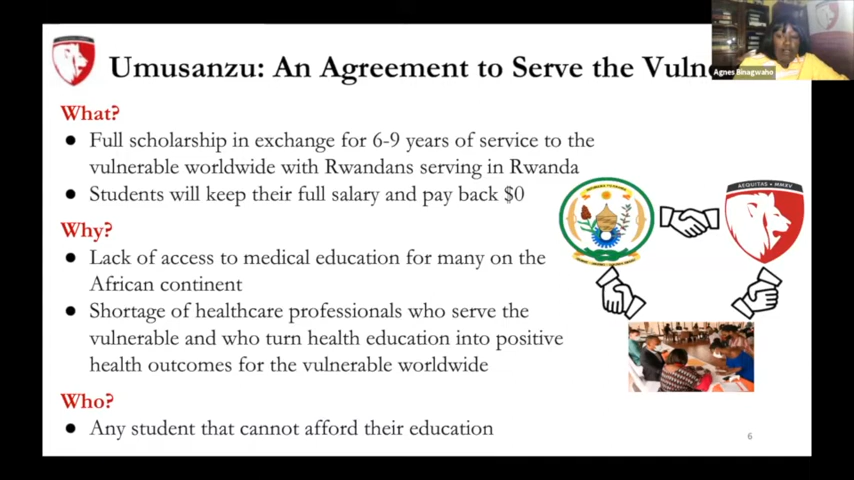 Umusanzu: An Agreement to Serve the Vuln
Agnes Binagwaho
What?
● Full scholarship in exchange for 6-9 years of service to the
vulnerable worldwide with Rwandans serving in Rwanda
● Students will keep their full salary and pay back $0
AEQUITAS • MMXV
Why?
● Lack of access to medical education for many on the
African continent
● Shortage of healthcare professionals who serve the
vulnerable and who turn health education into positive
health outcomes for the vulnerable worldwide
Who?
● Any student that cannot afford their education
6